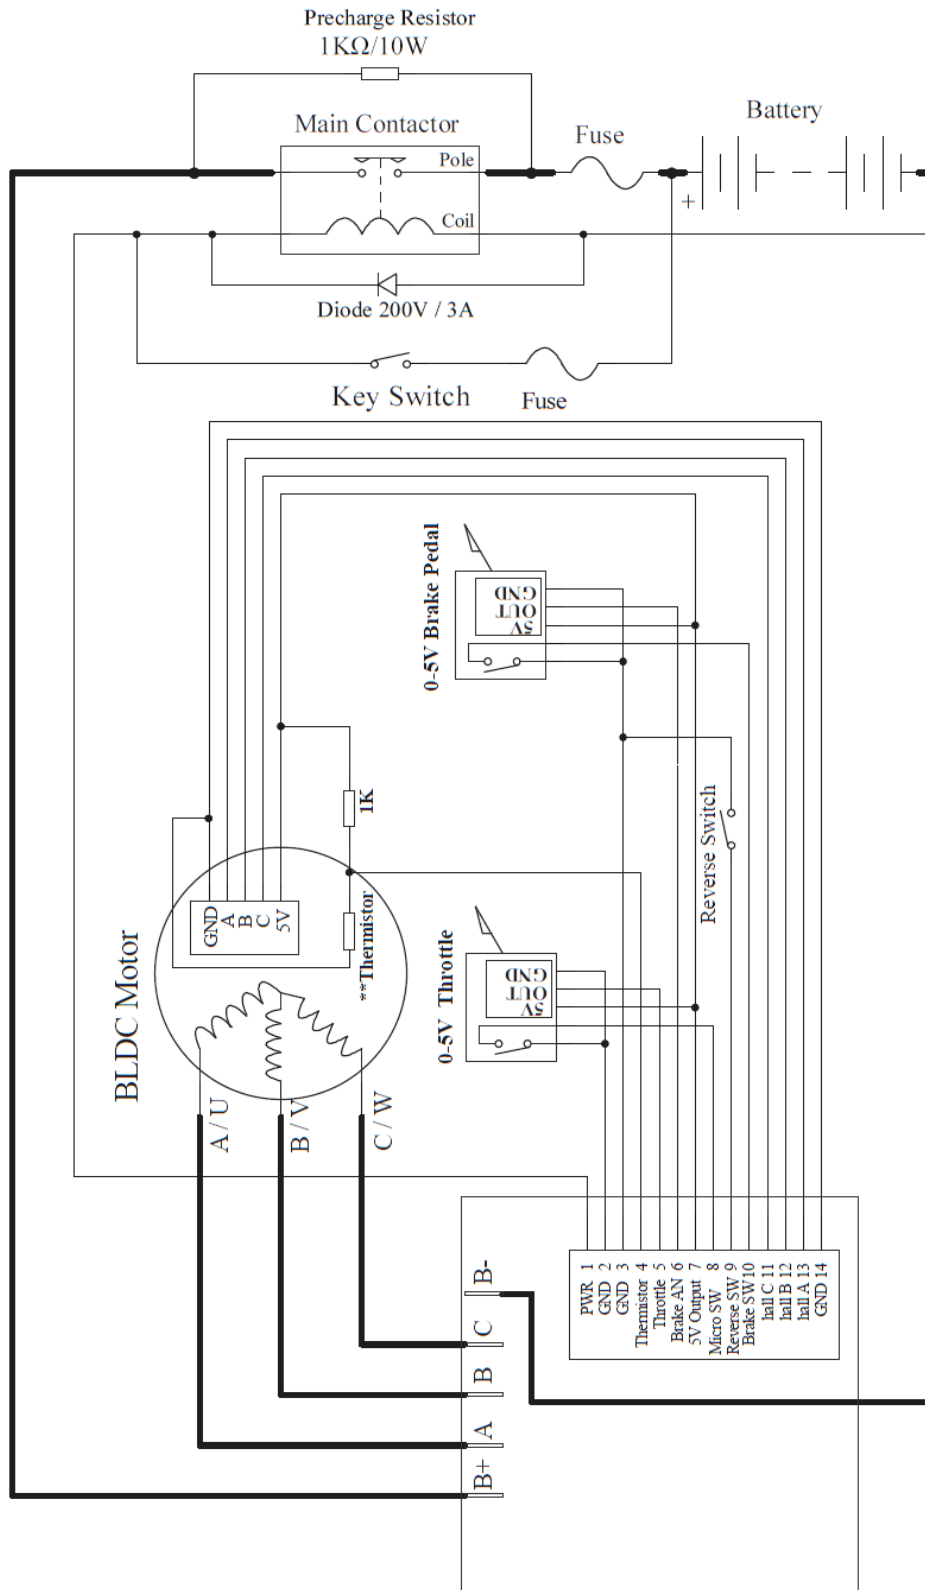 Precharge Resistor
1KΩ/10W
Main Contactor
Pole
Coil
Fuse
Battery
+
Diode 200V / 3A
Key Switch
Fuse
0-5V Brake Pedal
GND
OUT
5V
1K
Reverse Switch
BLDC Motor
GND
A
B
C
5V
**Thermistor
0-5V Throttle
GND
OUT
5V
A / U
B / V
C / W
B-
C
B
A
B+
PWR 1
GND 2
GND 3
Thermistor 4
Throttle 5
Brake AN 6
5V Output 7
Micro SW 8
Reverse SW 9
Brake SW10
hall C 11
hall B 12
hall A 13
GND 14